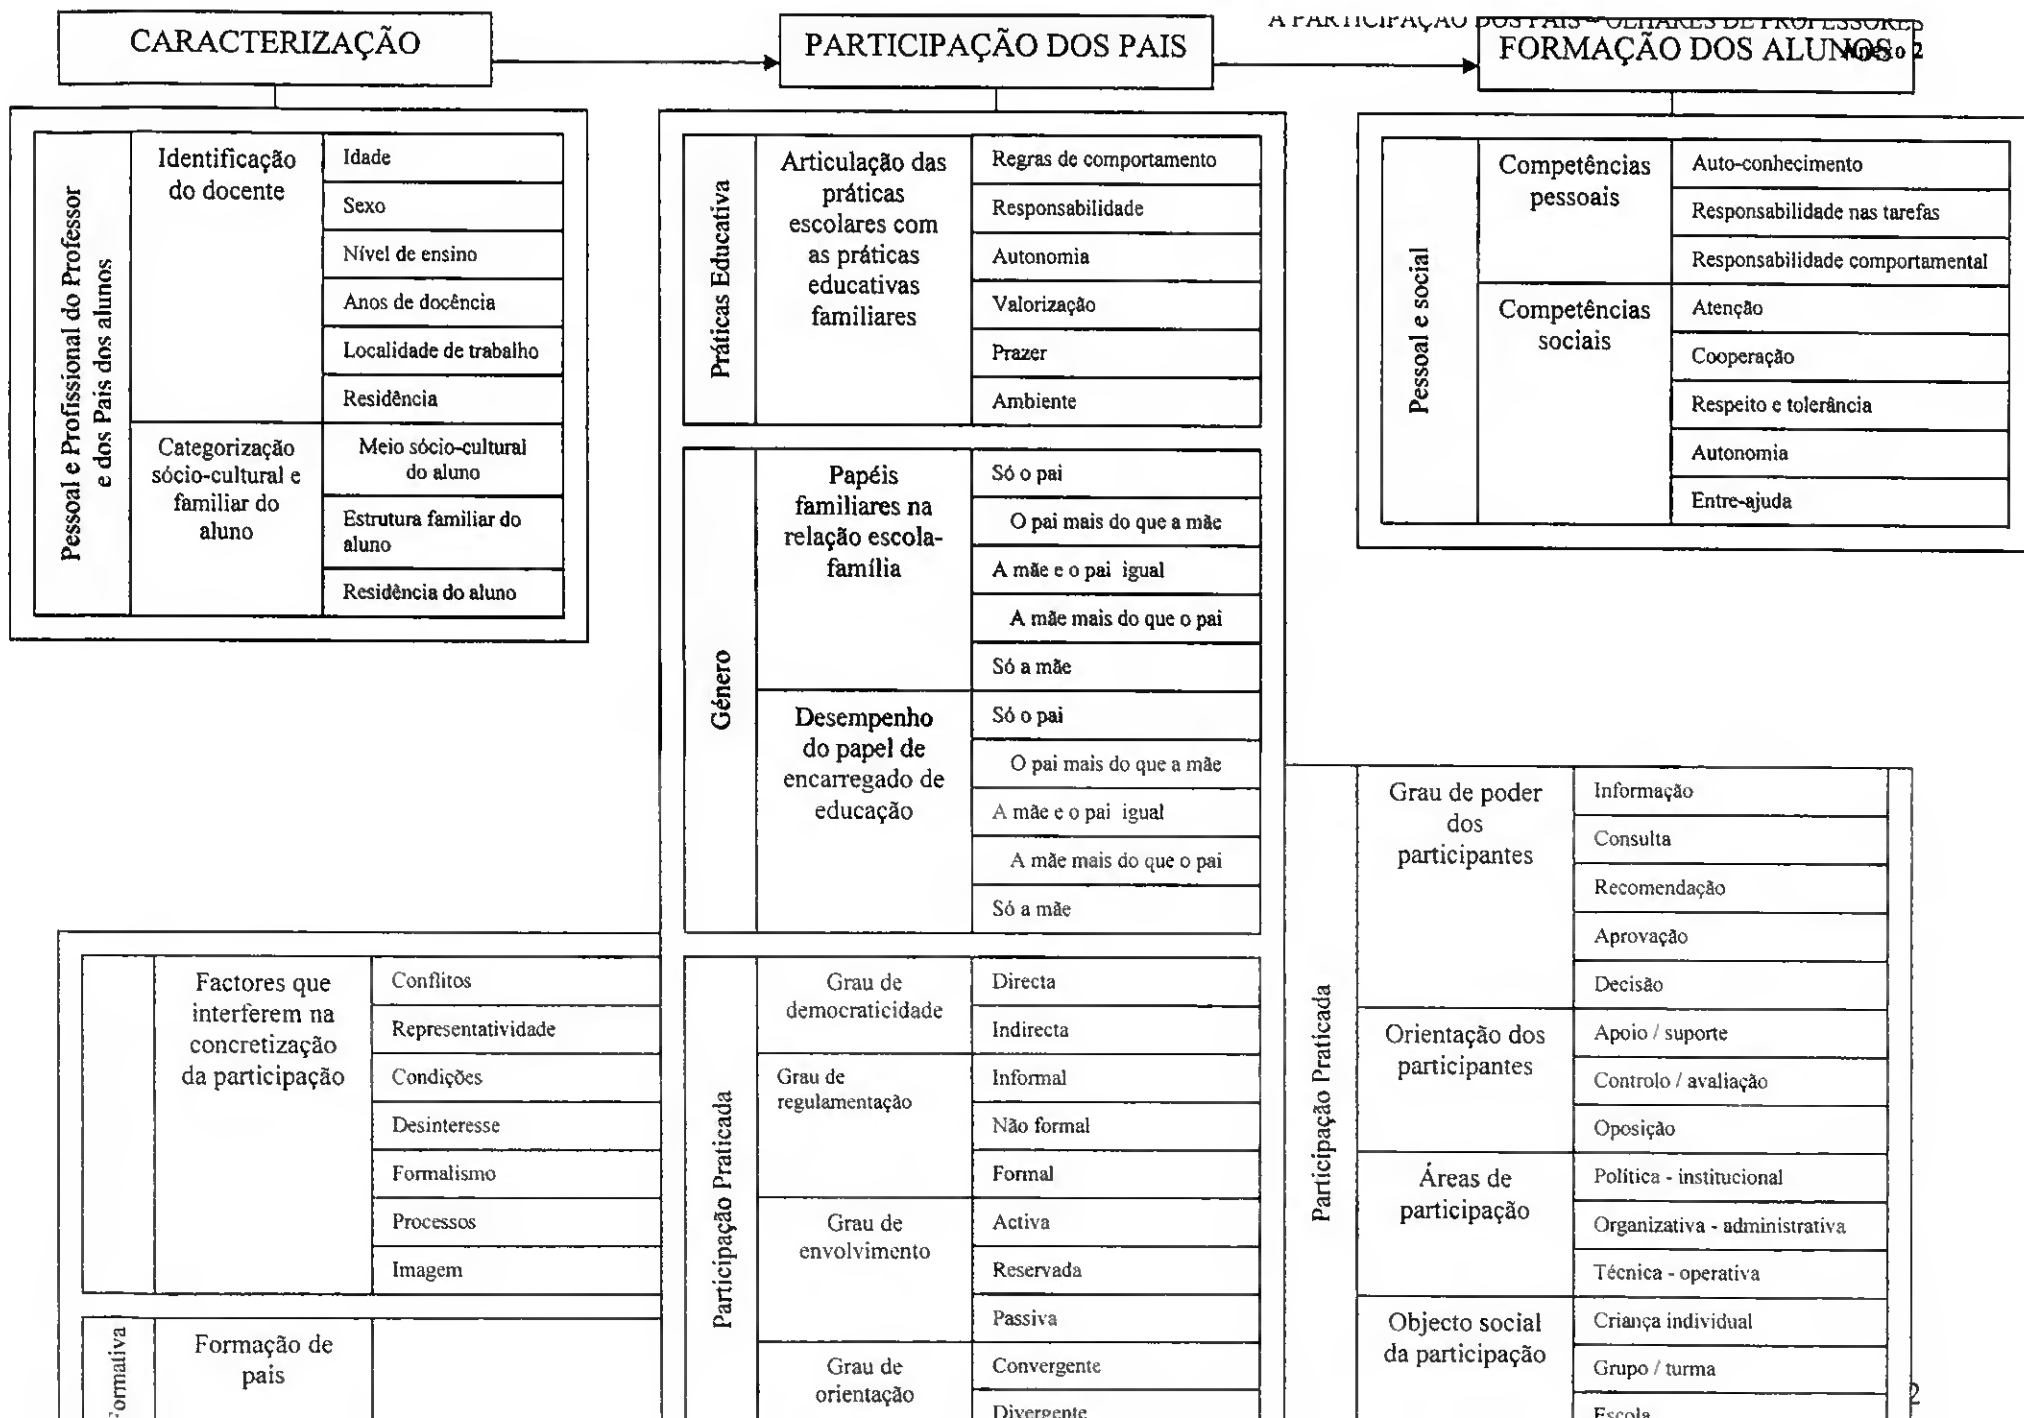 A PARTICIPAÇÃO DOS PAIS – OLHARES DE PROFESSORES
Anexo 2
CARACTERIZAÇÃO
PARTICIPAÇÃO DOS PAIS
FORMAÇÃO DOS ALUNOS
Pessoal e Profissional do Professor
e dos Pais dos alunos
Identificação
do docente
Idade
Sexo
Nível de ensino
Anos de docência
Localidade de trabalho
Residência
Categorização
sócio-cultural e
familiar do
aluno
Meio sócio-cultural
do aluno
Estrutura familiar do
aluno
Residência do aluno
Práticas Educativa
Articulação das
práticas
escolares com
as práticas
educativas
familiares
Regras de comportamento
Responsabilidade
Autonomia
Valorização
Prazer
Ambiente
Género
Papéis
familiares na
relação escola-
família
Só o pai
O pai mais do que a mãe
A mãe e o pai igual
A mãe mais do que o pai
Só a mãe
Desempenho
do papel de
encarregado de
educação
Só o pai
O pai mais do que a mãe
A mãe e o pai igual
A mãe mais do que o pai
Só a mãe
Pessoal e social
Competências
pessoais
Auto-conhecimento
Responsabilidade nas tarefas
Responsabilidade comportamental
Competências
sociais
Atenção
Cooperação
Respeito e tolerância
Autonomia
Entre-ajuda
Factores que
interferem na
concretização
da participação
Conflitos
Representatividade
Condições
Desinteresse
Formalismo
Processos
Imagem
Formativa
Formação de
pais
Participação Praticada
Grau de
democraticidade
Directa
Indirecta
Grau de
regulamentação
Informal
Não formal
Formal
Grau de
envolvimento
Activa
Reservada
Passiva
Grau de
orientação
Convergente
Divergente
Participação Praticada
Grau de poder
dos
participantes
Informação
Consulta
Recomendação
Aprovação
Decisão
Orientação dos
participantes
Apoio / suporte
Controlo / avaliação
Oposição
Áreas de
participação
Política - institucional
Organizativa - administrativa
Técnica - operativa
Objecto social
da participação
Criança individual
Grupo / turma
Escola
2